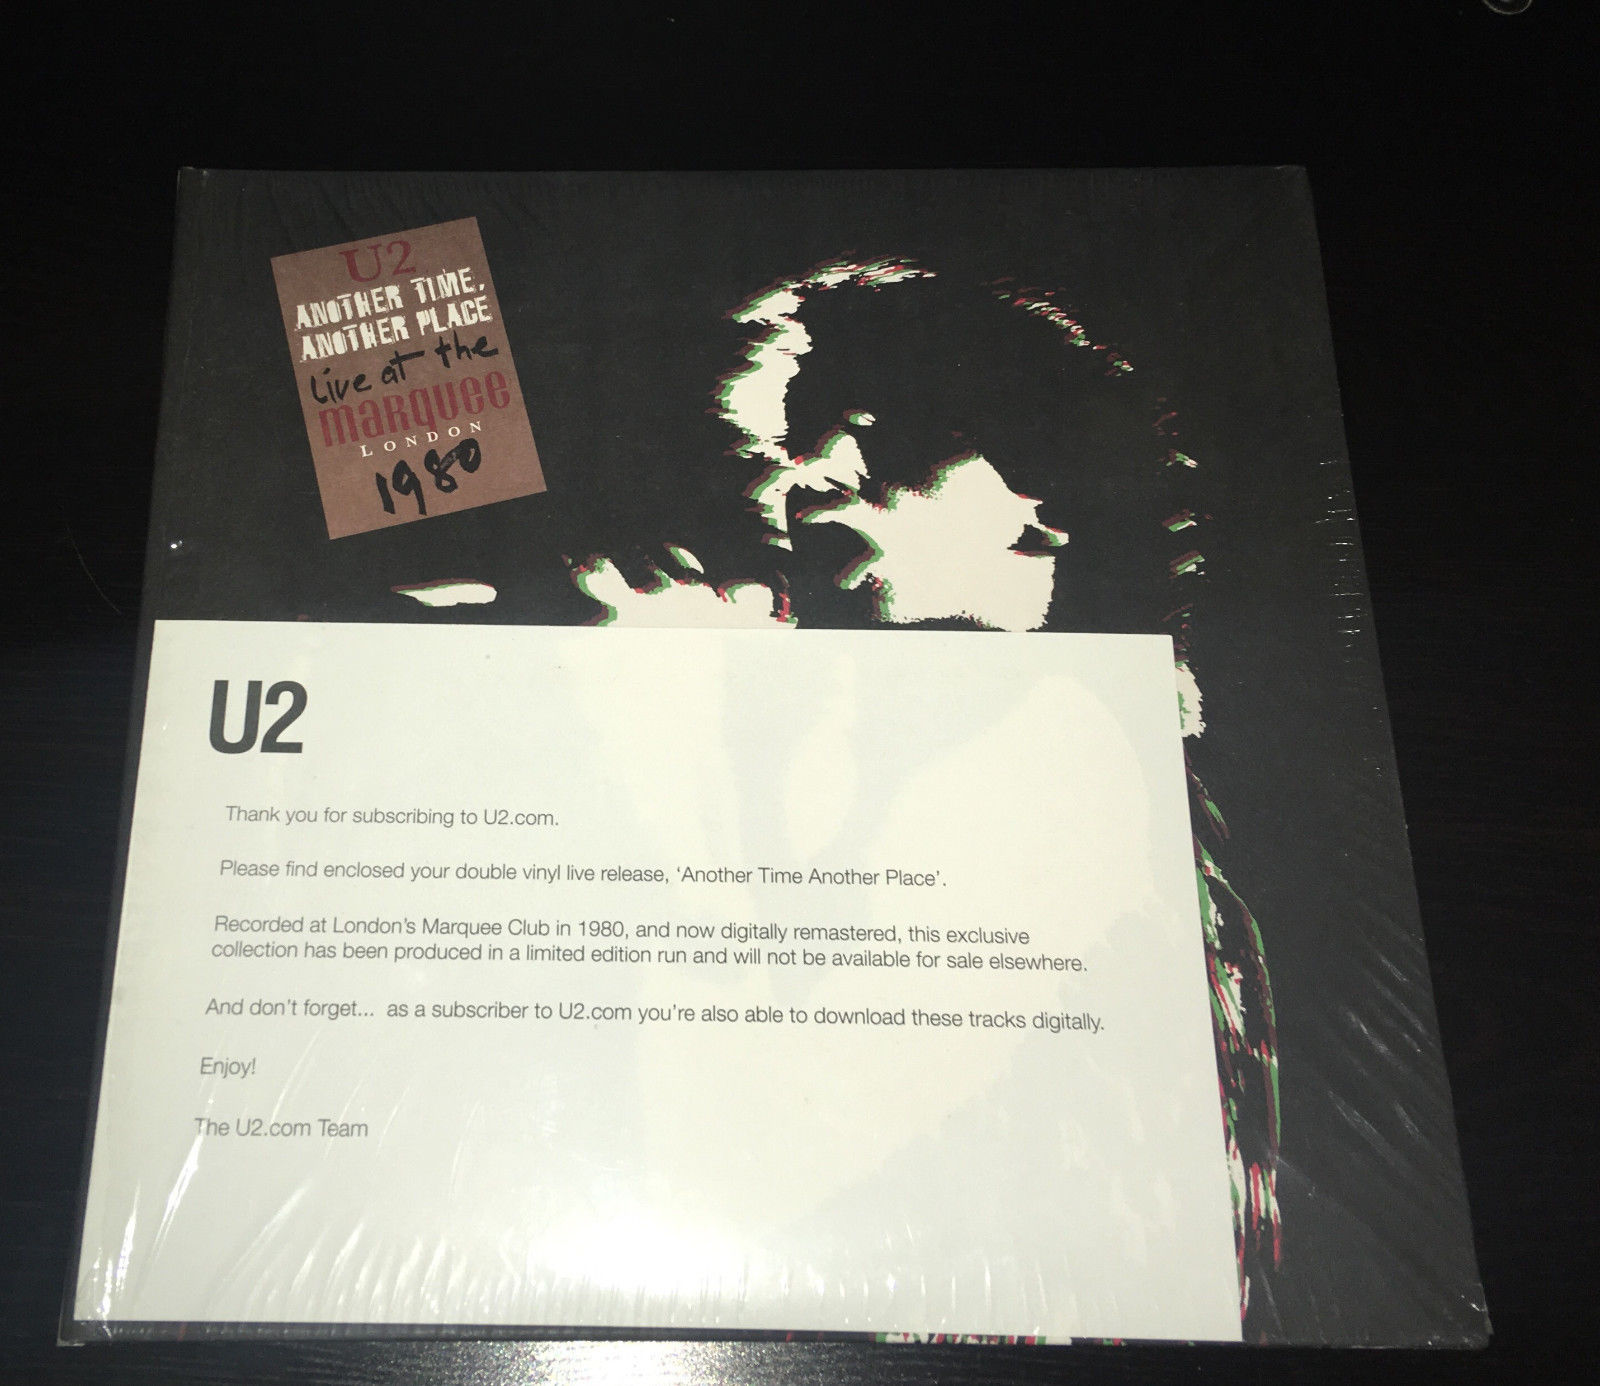 U2
ANOTHER TIME,
ANOTHER PLACE
Live at the
marquee
LONDON
1980
U2
Thank you for subscribing to U2.com.
Please find enclosed your double vinyl live release, ‘Another Time Another Place’.
Recorded at London’s Marquee Club in 1980, and now digitally remastered, this exclusive
collection has been produced in a limited edition run and will not be available for sale elsewhere.
And don’t forget... as a subscriber to U2.com you’re also able to download these tracks digitally.
Enjoy!
The U2.com Team